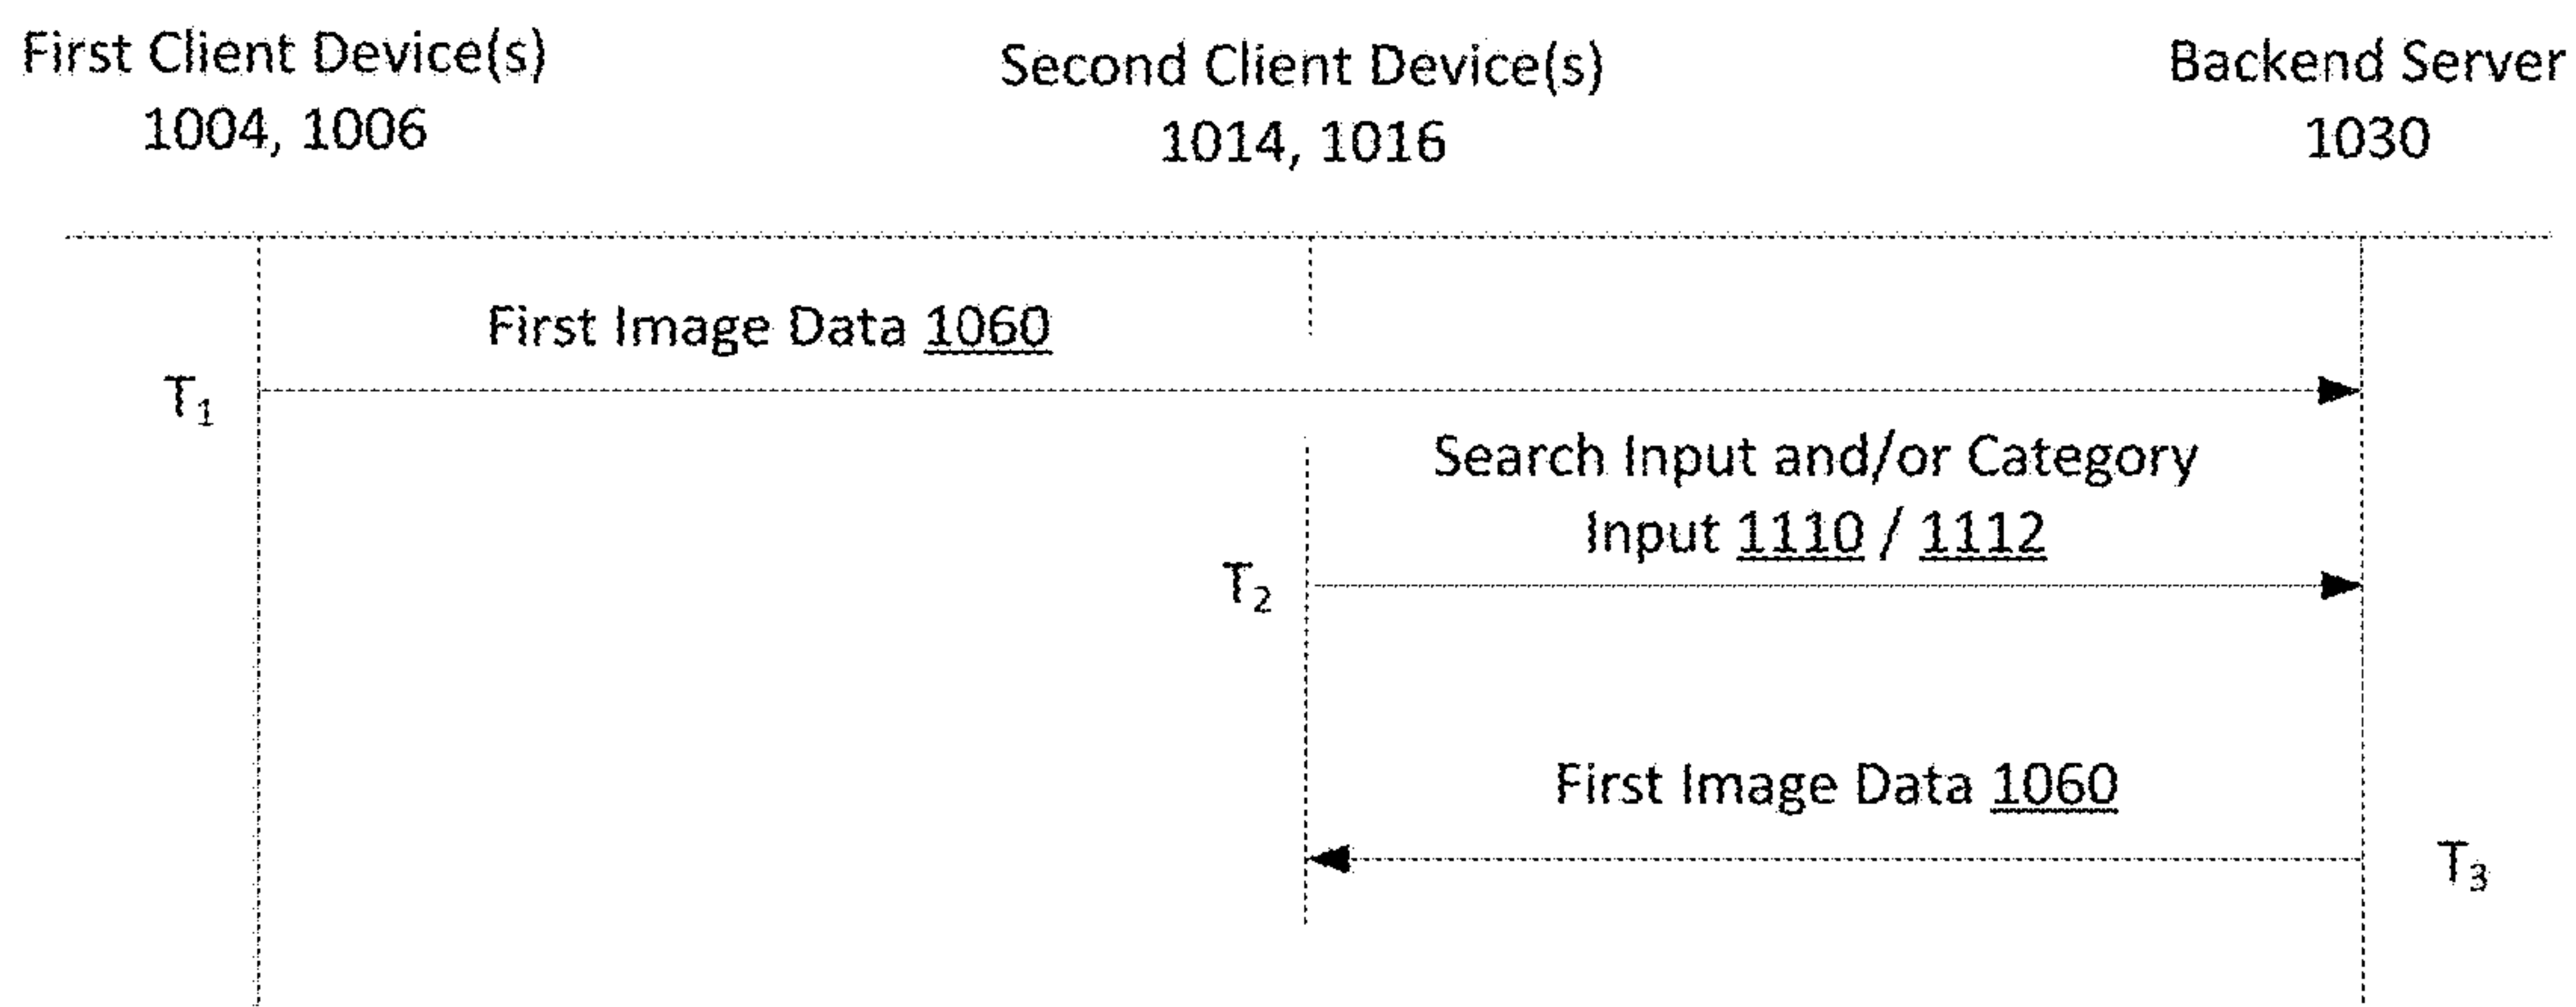 First Client Device(s)
1004, 1006
Second Client Device(s)
1014, 1016
Backend Server
1030
First Image Data 1060
T₁
Search Input and/or Category
Input 1110 / 1112
T₂
First Image Data 1060
T₃